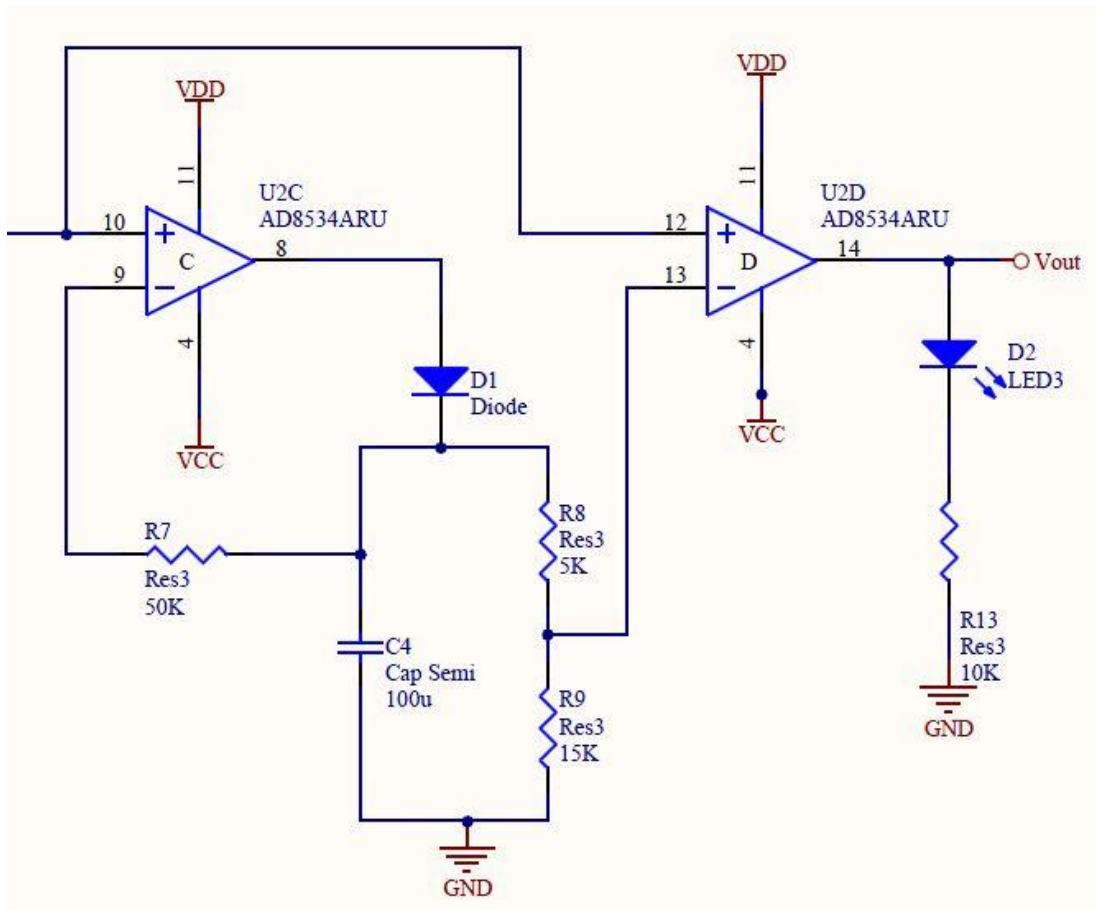 VDD
11
U2C
AD8534ARU
10
C
8
9
4
VCC
D1
Diode
R7
Res3
50K
C4
Cap Semi
100u
R8
Res3
5K
R9
Res3
15K
GND
VDD
11
U2D
AD8534ARU
12
D
14
13
4
VCC
Vout
D2
LED3
R13
Res3
10K
GND